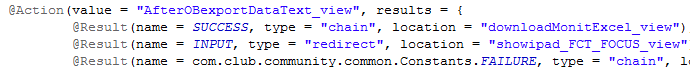 @Action(value = "AfterOBexportDataText_view", results = {
@Result(name = SUCCESS, type = "chain", location = "downloadMonitExcel_view")
@Result(name = INPUT, type = "redirect", location = "showipad_FCT_FOCUS_view"
@Result(name = com.club.community.common.Constants.FAILURE, type = "chain", lo